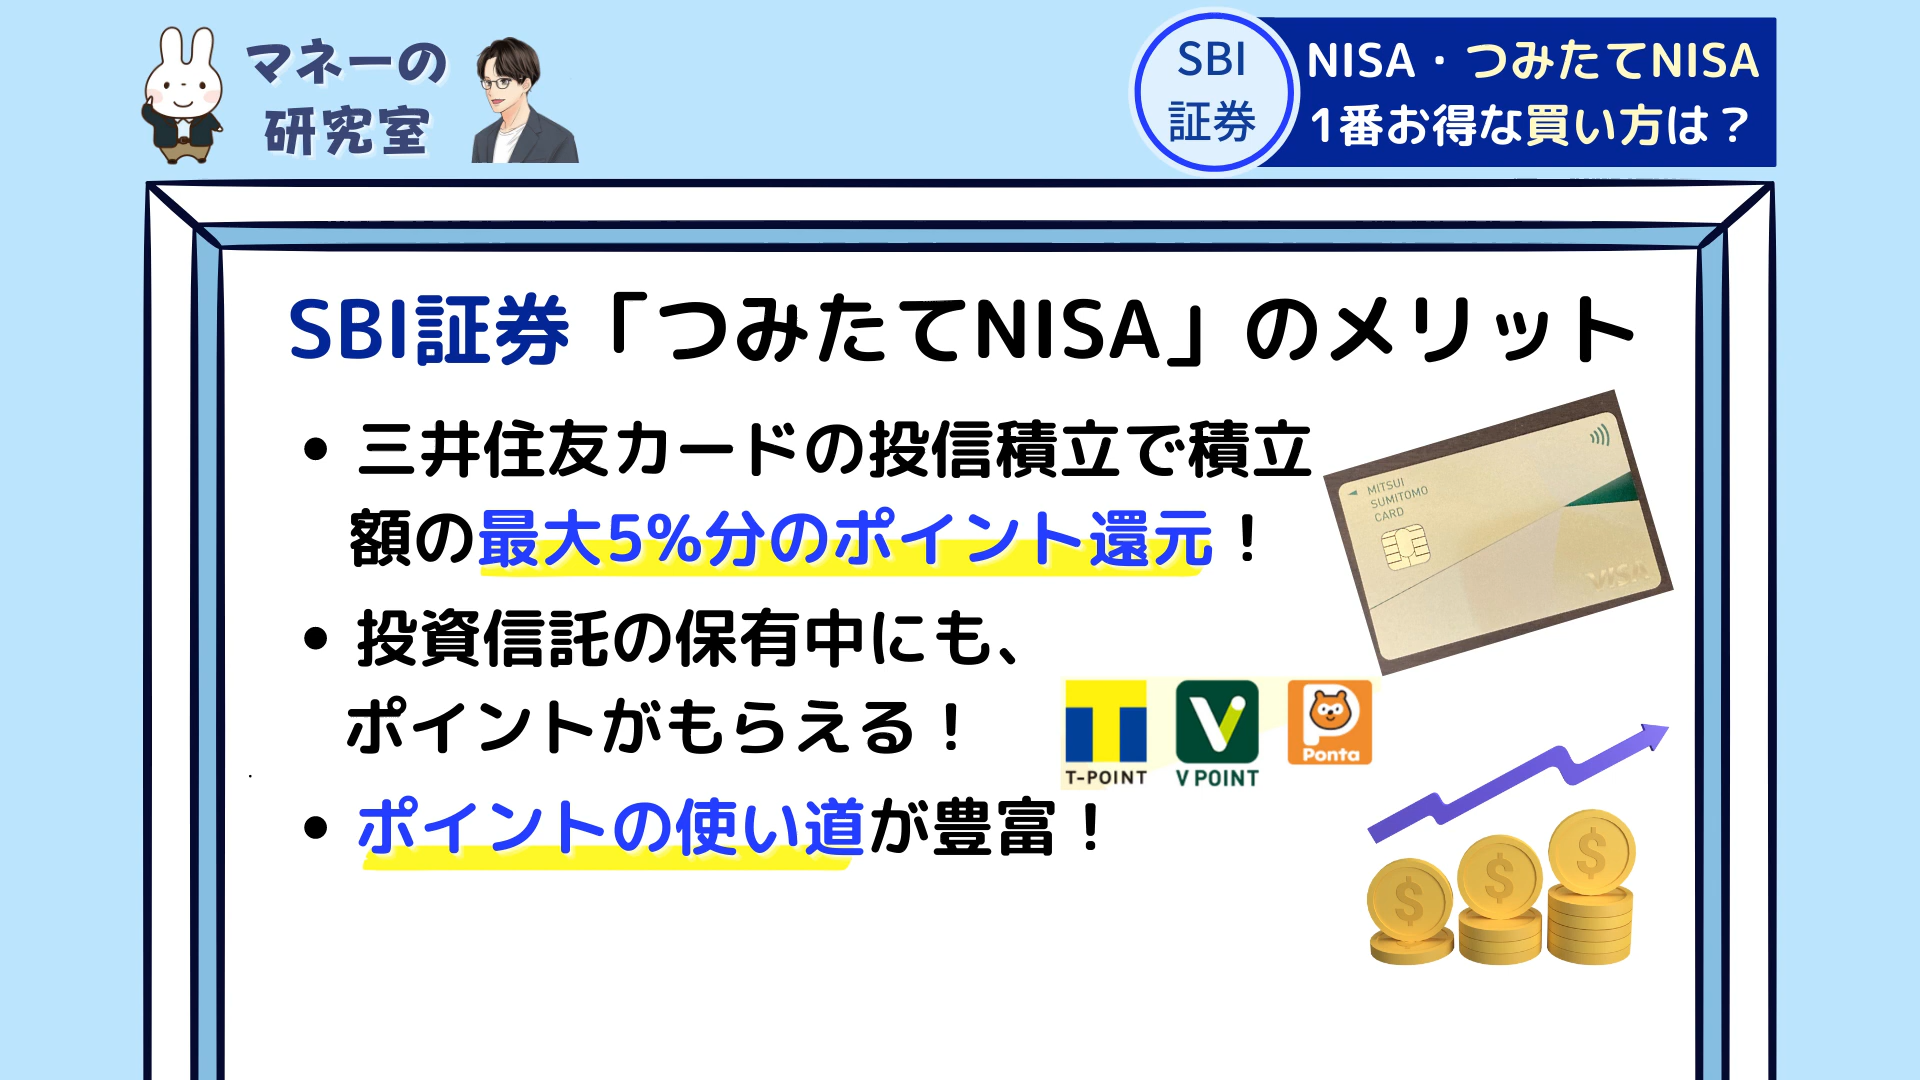 マネーの
研究室
SBI
証券
NISA・つみたてNISA
1番お得な買い方は？
SBI証券「つみたてNISA」のメリット
• 三井住友カードの投信積立で積立
額の最大5%分のポイント還元！
MITSUI
SUMITOMO
CARD
VISA
• 投資信託の保有中にも、
ポイントがもらえる！
T-POINT
V POINT
Ponta
• ポイントの使い道が豊富！